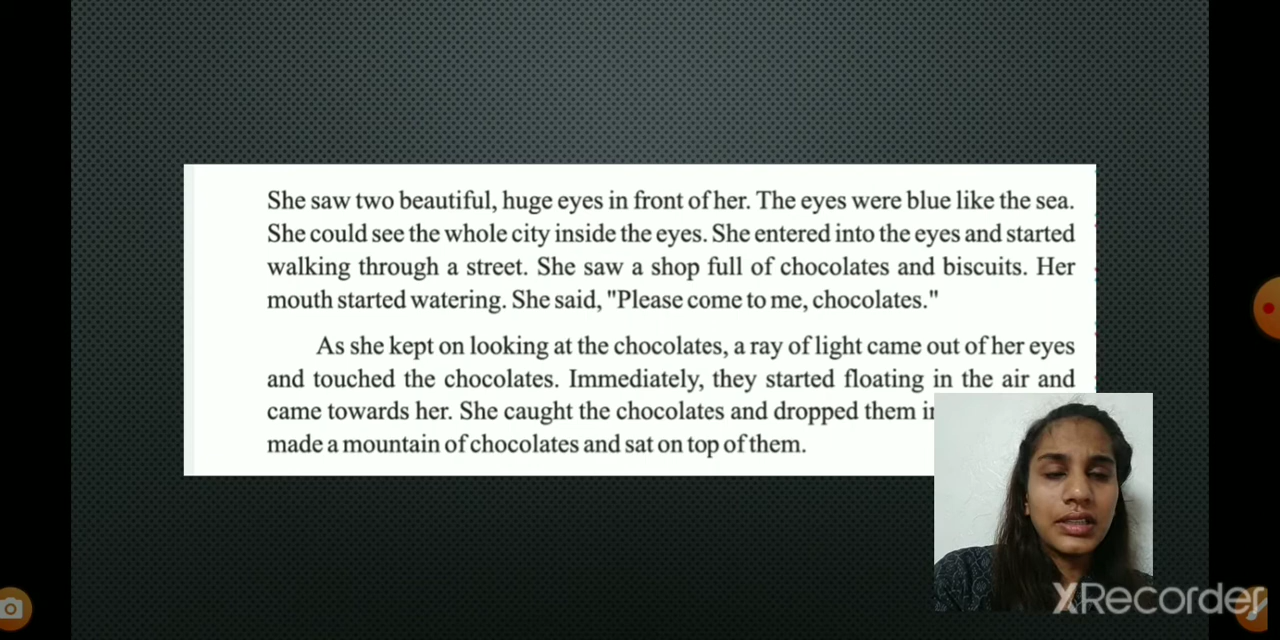 She saw two beautiful, huge eyes in front of her. The eyes were blue like the sea.
She could see the whole city inside the eyes. She entered into the eyes and started
walking through a street. She saw a shop full of chocolates and biscuits. Her
mouth started watering. She said, "Please come to me, chocolates."
As she kept on looking at the chocolates, a ray of light came out of her eyes
and touched the chocolates. Immediately, they started floating in the air and
came towards her. She caught the chocolates and dropped them
made a mountain of chocolates and sat on top of them.
XRecorder